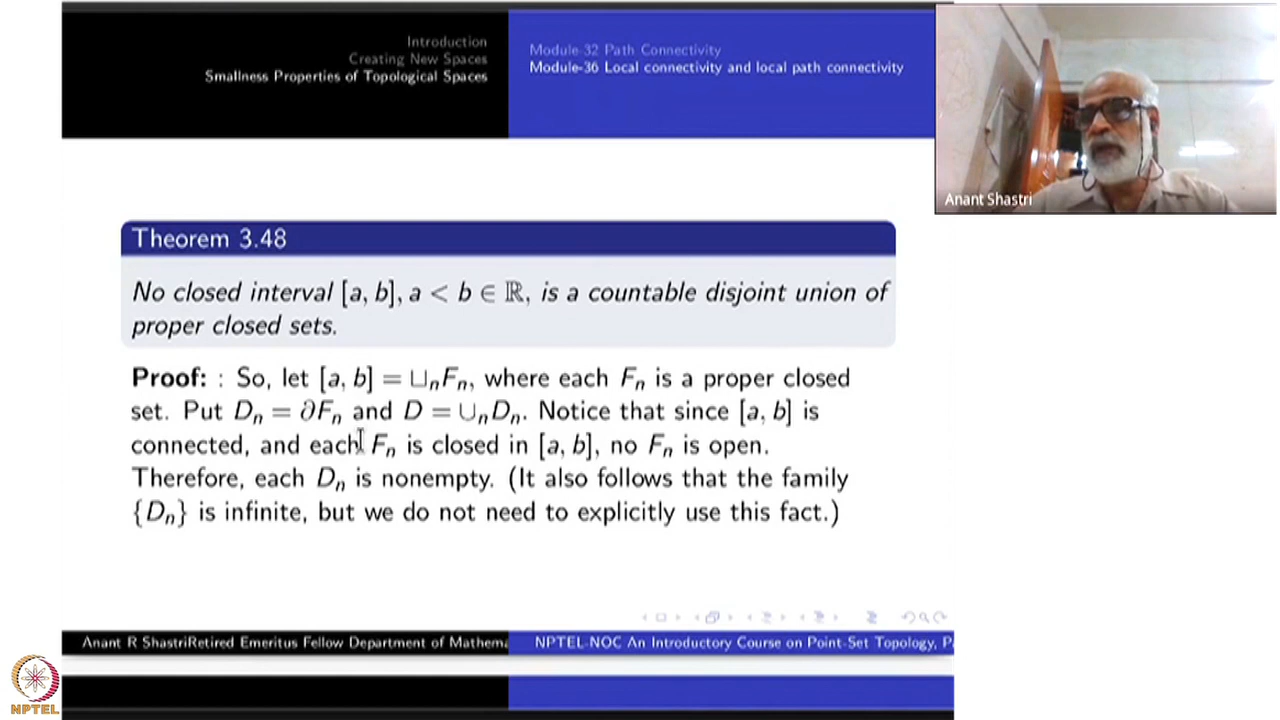 Introduction
Creating New Spaces
Smallness Properties of Topological Spaces
Module-32 Path Connectivity
Module-36 Local connectivity and local path connectivity
Anant Shastri
Theorem 3.48
No closed interval [a, b], a < b ∈ ℝ, is a countable disjoint union of
proper closed sets.
Proof: : So, let [a, b] = ⊔ₙFₙ, where each Fₙ is a proper closed
set. Put Dₙ = ∂Fₙ and D = ∪ₙDₙ. Notice that since [a, b] is
connected, and each Fₙ is closed in [a, b], no Fₙ is open.
Therefore, each Dₙ is nonempty. (It also follows that the family
{Dₙ} is infinite, but we do not need to explicitly use this fact.)
Anant R ShastriRetired Emeritus Fellow Department of Mathema
NPTEL-NOC An Introductory Course on Point-Set Topology, P
NPTEL